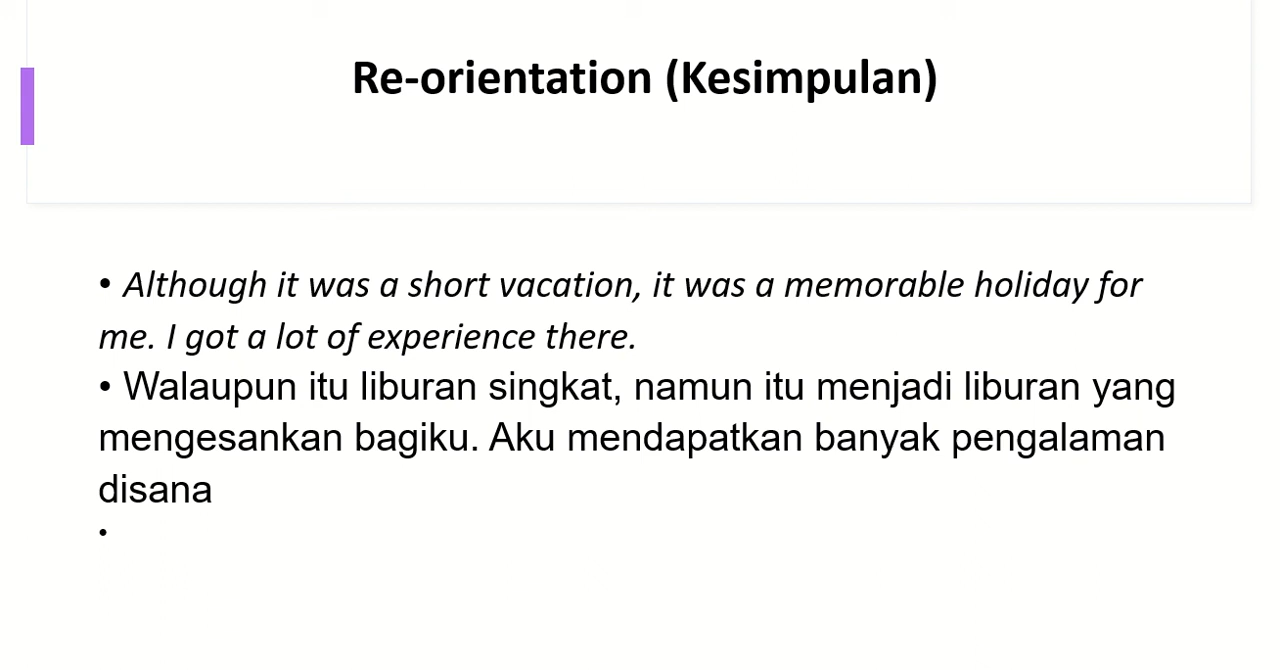 Re-orientation (Kesimpulan)
• Although it was a short vacation, it was a memorable holiday for
me. I got a lot of experience there.
• Walaupun itu liburan singkat, namun itu menjadi liburan yang
mengesankan bagiku. Aku mendapatkan banyak pengalaman
disana
•